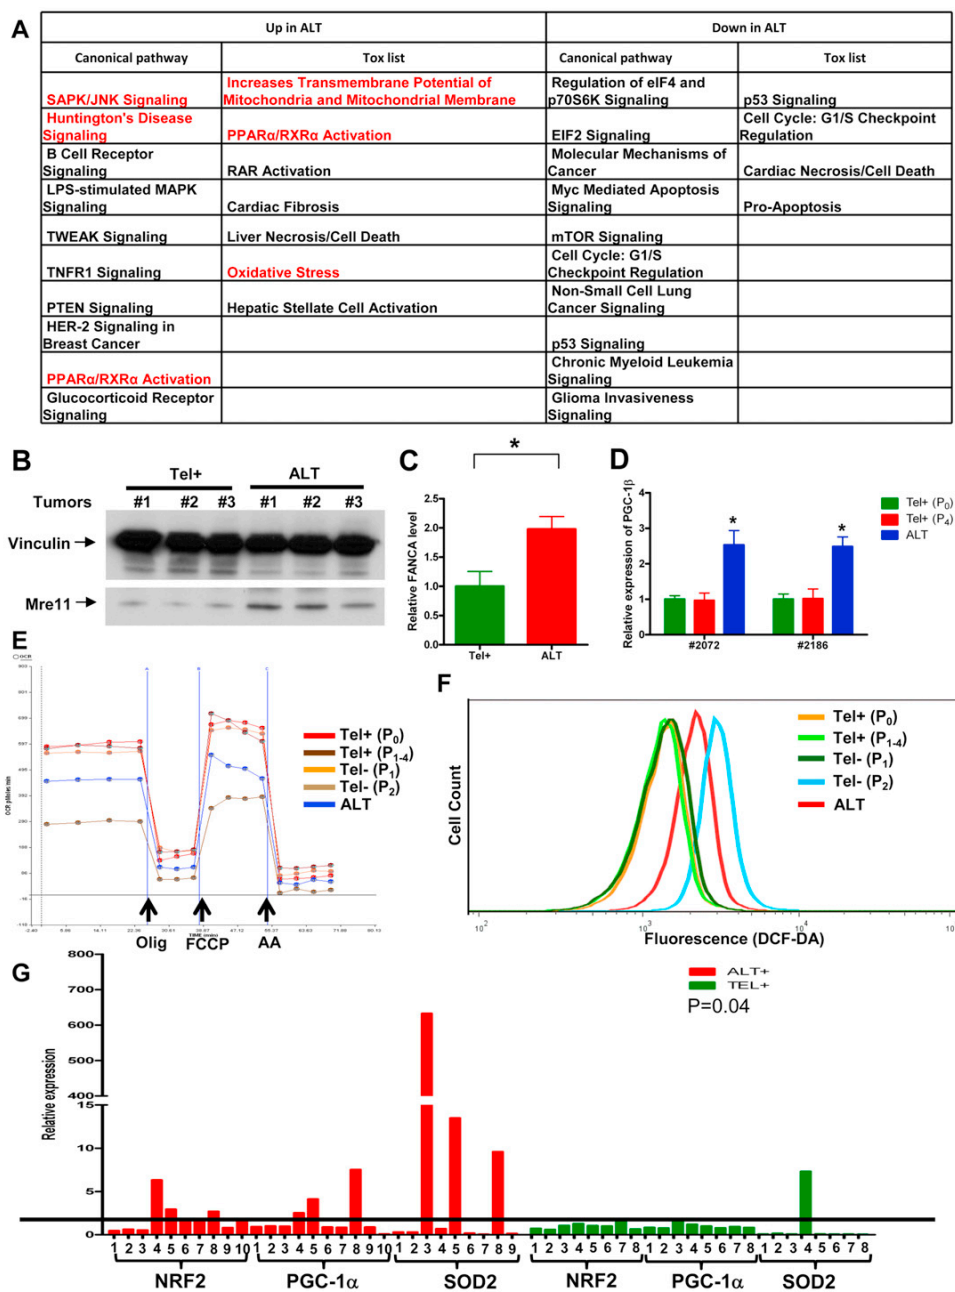 A
Up in ALT
Down in ALT
Canonical pathway
Tox list
Canonical pathway
Tox list
SAPK/JNK Signaling
Increases Transmembrane Potential of
Mitochondria and Mitochondrial Membrane
Regulation of eIF4 and
p70S6K Signaling
p53 Signaling
Huntington's Disease
Signaling
PPARα/RXRα Activation
EIF2 Signaling
Cell Cycle: G1/S Checkpoint
Regulation
B Cell Receptor
Signaling
RAR Activation
Molecular Mechanisms of
Cancer
Cardiac Necrosis/Cell Death
LPS-stimulated MAPK
Signaling
Cardiac Fibrosis
Myc Mediated Apoptosis
Signaling
Pro-Apoptosis
TWEAK Signaling
Liver Necrosis/Cell Death
mTOR Signaling
TNFR1 Signaling
Oxidative Stress
Cell Cycle: G1/S
Checkpoint Regulation
PTEN Signaling
Hepatic Stellate Cell Activation
Non-Small Cell Lung
Cancer Signaling
HER-2 Signaling in
Breast Cancer
p53 Signaling
PPARα/RXRα Activation
Chronic Myeloid Leukemia
Signaling
Glucocorticoid Receptor
Signaling
Glioma Invasiveness
Signaling
B
Tel+ ALT
Tumors #1 #2 #3 #1 #2 #3
Vinculin
Mre11
C
*
Relative FANCA level
2.5
2.0
1.5
1.0
0.5
0.0
Tel+ ALT
D
Relative expression of PGC-1β
4
3
2
1
0
* *
#2072 #2186
Tel+ (P0)
Tel+ (P4)
ALT
E
OCR
A B C
Tel+ (P0)
Tel+ (P1-4)
Tel- (P1)
Tel- (P2)
ALT
TIME (min)
Olig FCCP AA
F
Cell Count
Tel+ (P0)
Tel+ (P1-4)
Tel- (P1)
Tel- (P2)
ALT
10² 10³ 10⁴ 10
Fluorescence (DCF-DA)
G
Relative expression
800
700
600
400
15
10
5
0
ALT+
TEL+
P=0.04
1 2 3 4 5 6 7 8 9 10 1 2 3 4 5 6 7 8 9 10 1 2 3 4 5 6 7 8 9 1 2 3 4 5 6 7 8 1 2 3 4 5 6 7 8 1 2 3 4 5 6 7 8
NRF2 PGC-1α SOD2 NRF2 PGC-1α SOD2